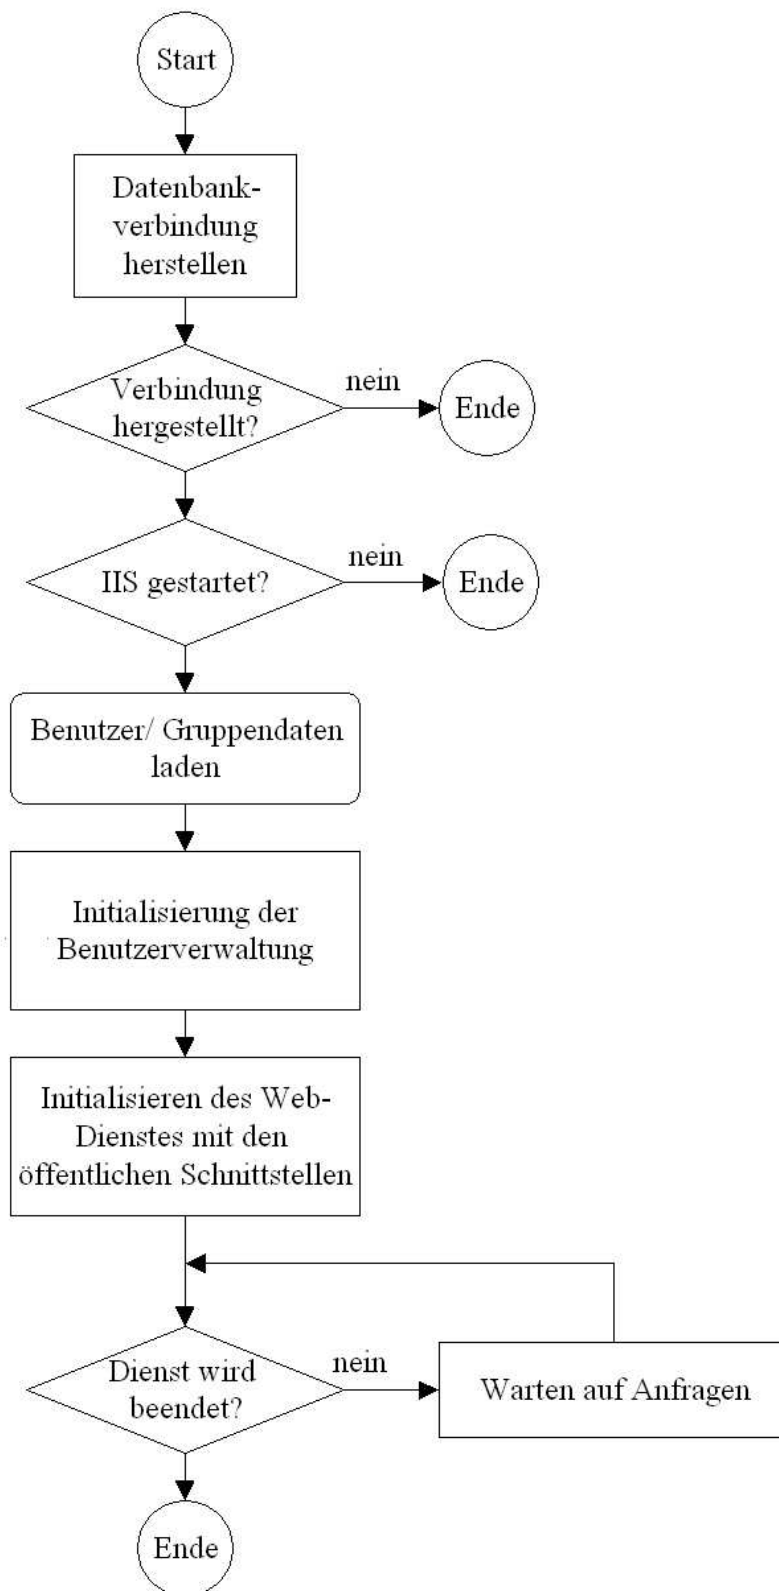 Start
Datenbank-
verbindung
herstellen
Verbindung
hergestellt?
nein
Ende
IIS gestartet?
nein
Ende
Benutzer/ Gruppendaten
laden
Initialisierung der
Benutzerverwaltung
Initialisieren des Web-
Dienstes mit den
öffentlichen Schnittstellen
Dienst wird
beendet?
nein
Warten auf Anfragen
Ende